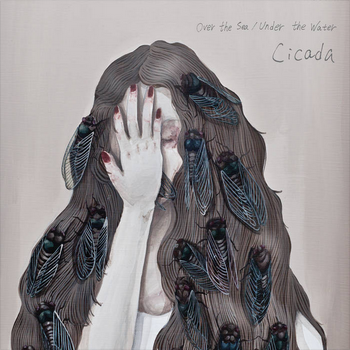 Over the Sea / Under the Water
Cicada